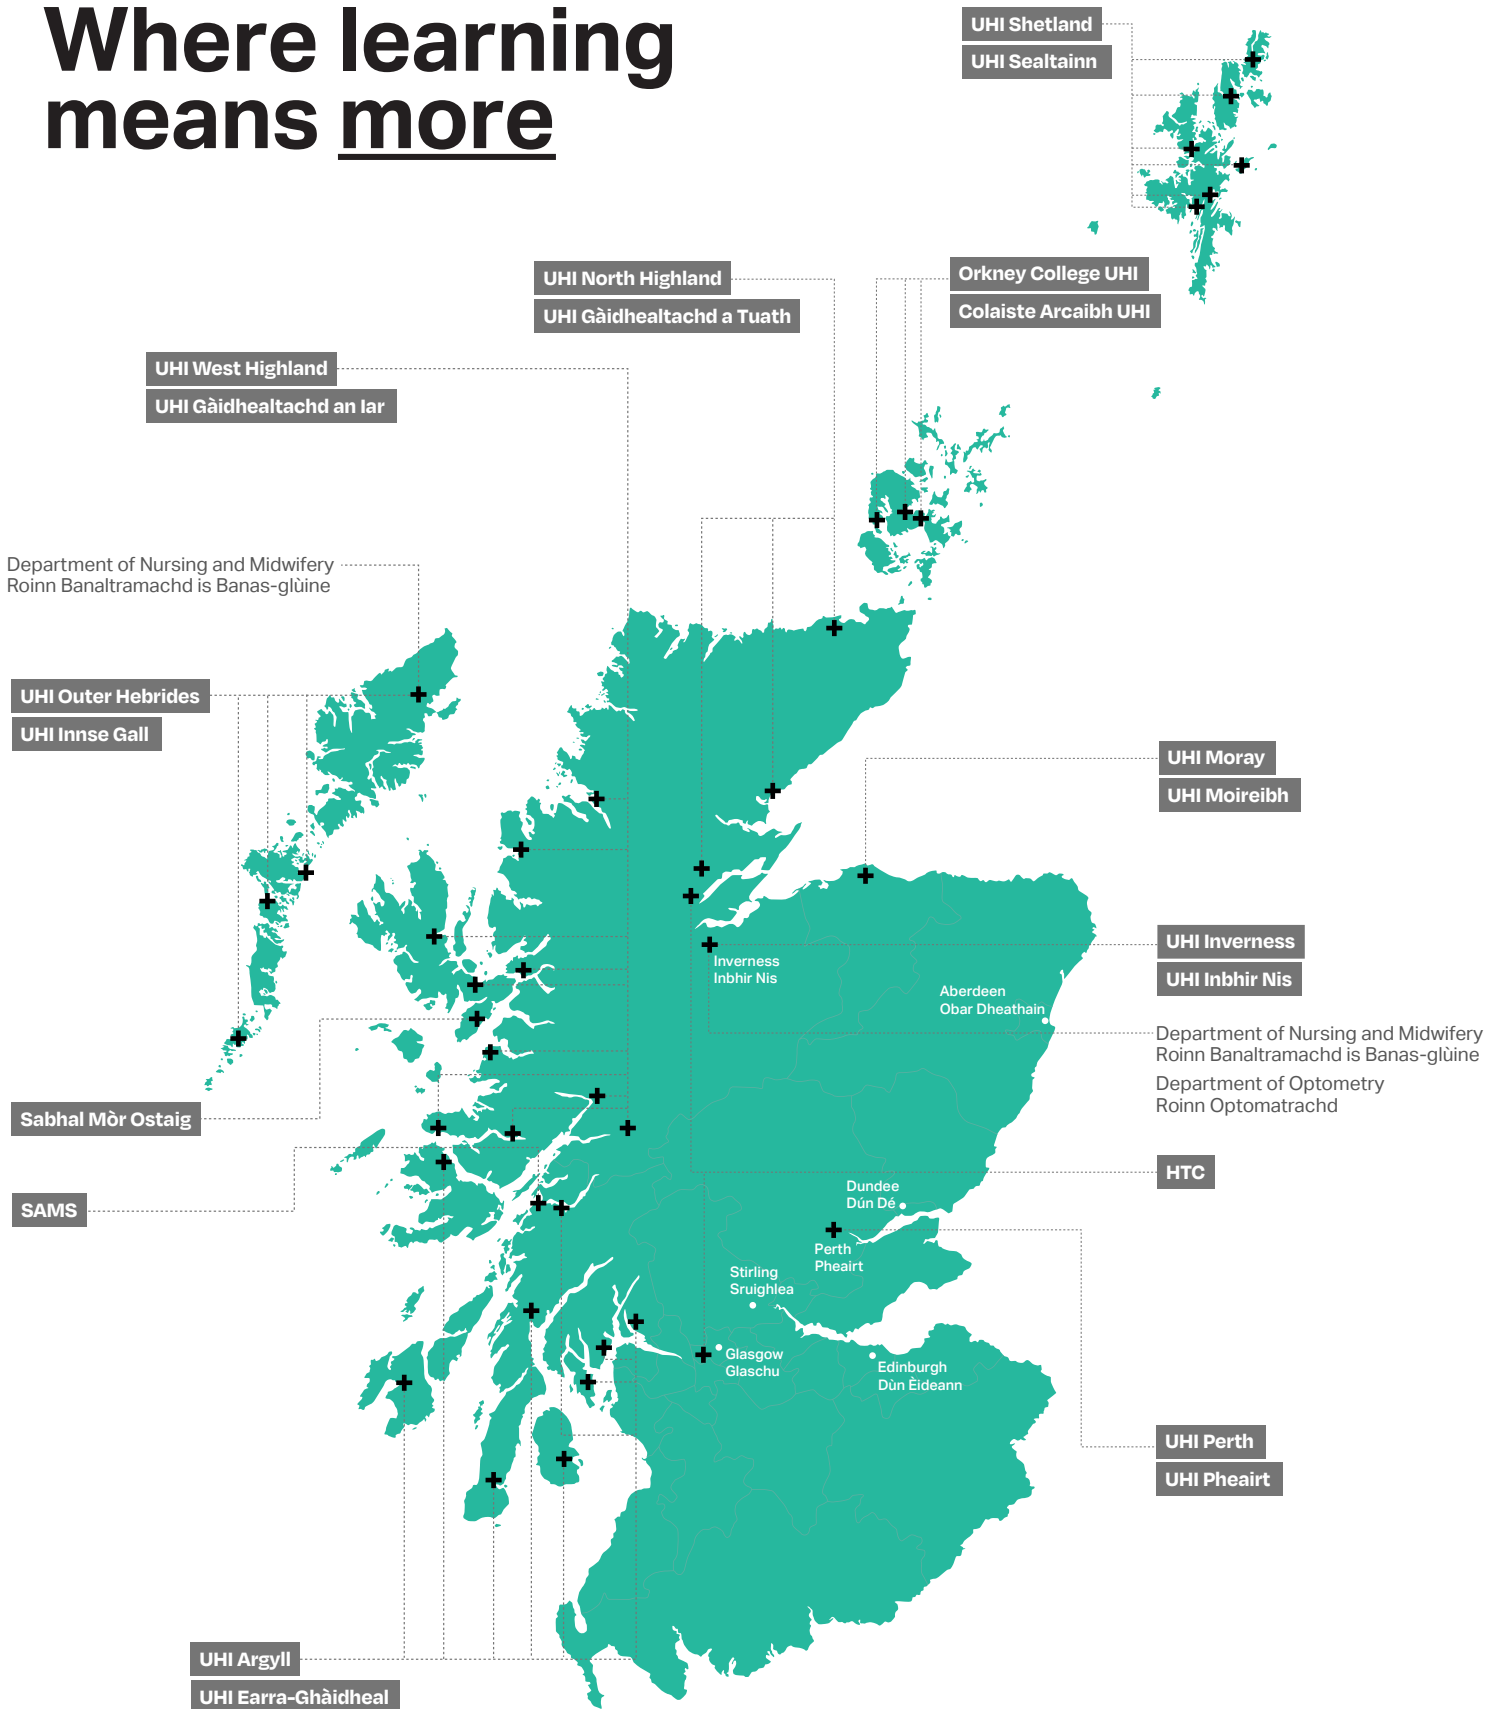 Where learning
means more
UHI Shetland
UHI Sealtainn
UHI North Highland
UHI Gàidhealtachd a Tuath
Orkney College UHI
Colaiste Arcaibh UHI
UHI West Highland
UHI Gàidhealtachd an Iar
Department of Nursing and Midwifery
Roinn Banaltramachd is Banas-glùine
UHI Outer Hebrides
UHI Innse Gall
UHI Moray
UHI Moireibh
UHI Inverness
UHI Inbhir Nis
Inverness
Inbhir Nis
Aberdeen
Obar Dheathain
Department of Nursing and Midwifery
Roinn Banaltramachd is Banas-glùine
Department of Optometry
Roinn Optomatrachd
Sabhal Mòr Ostaig
HTC
SAMS
Dundee
Dún Dé
Perth
Pheairt
Stirling
Sruighlea
Glasgow
Glaschu
Edinburgh
Dùn Èideann
UHI Perth
UHI Pheairt
UHI Argyll
UHI Earra-Ghàidheal